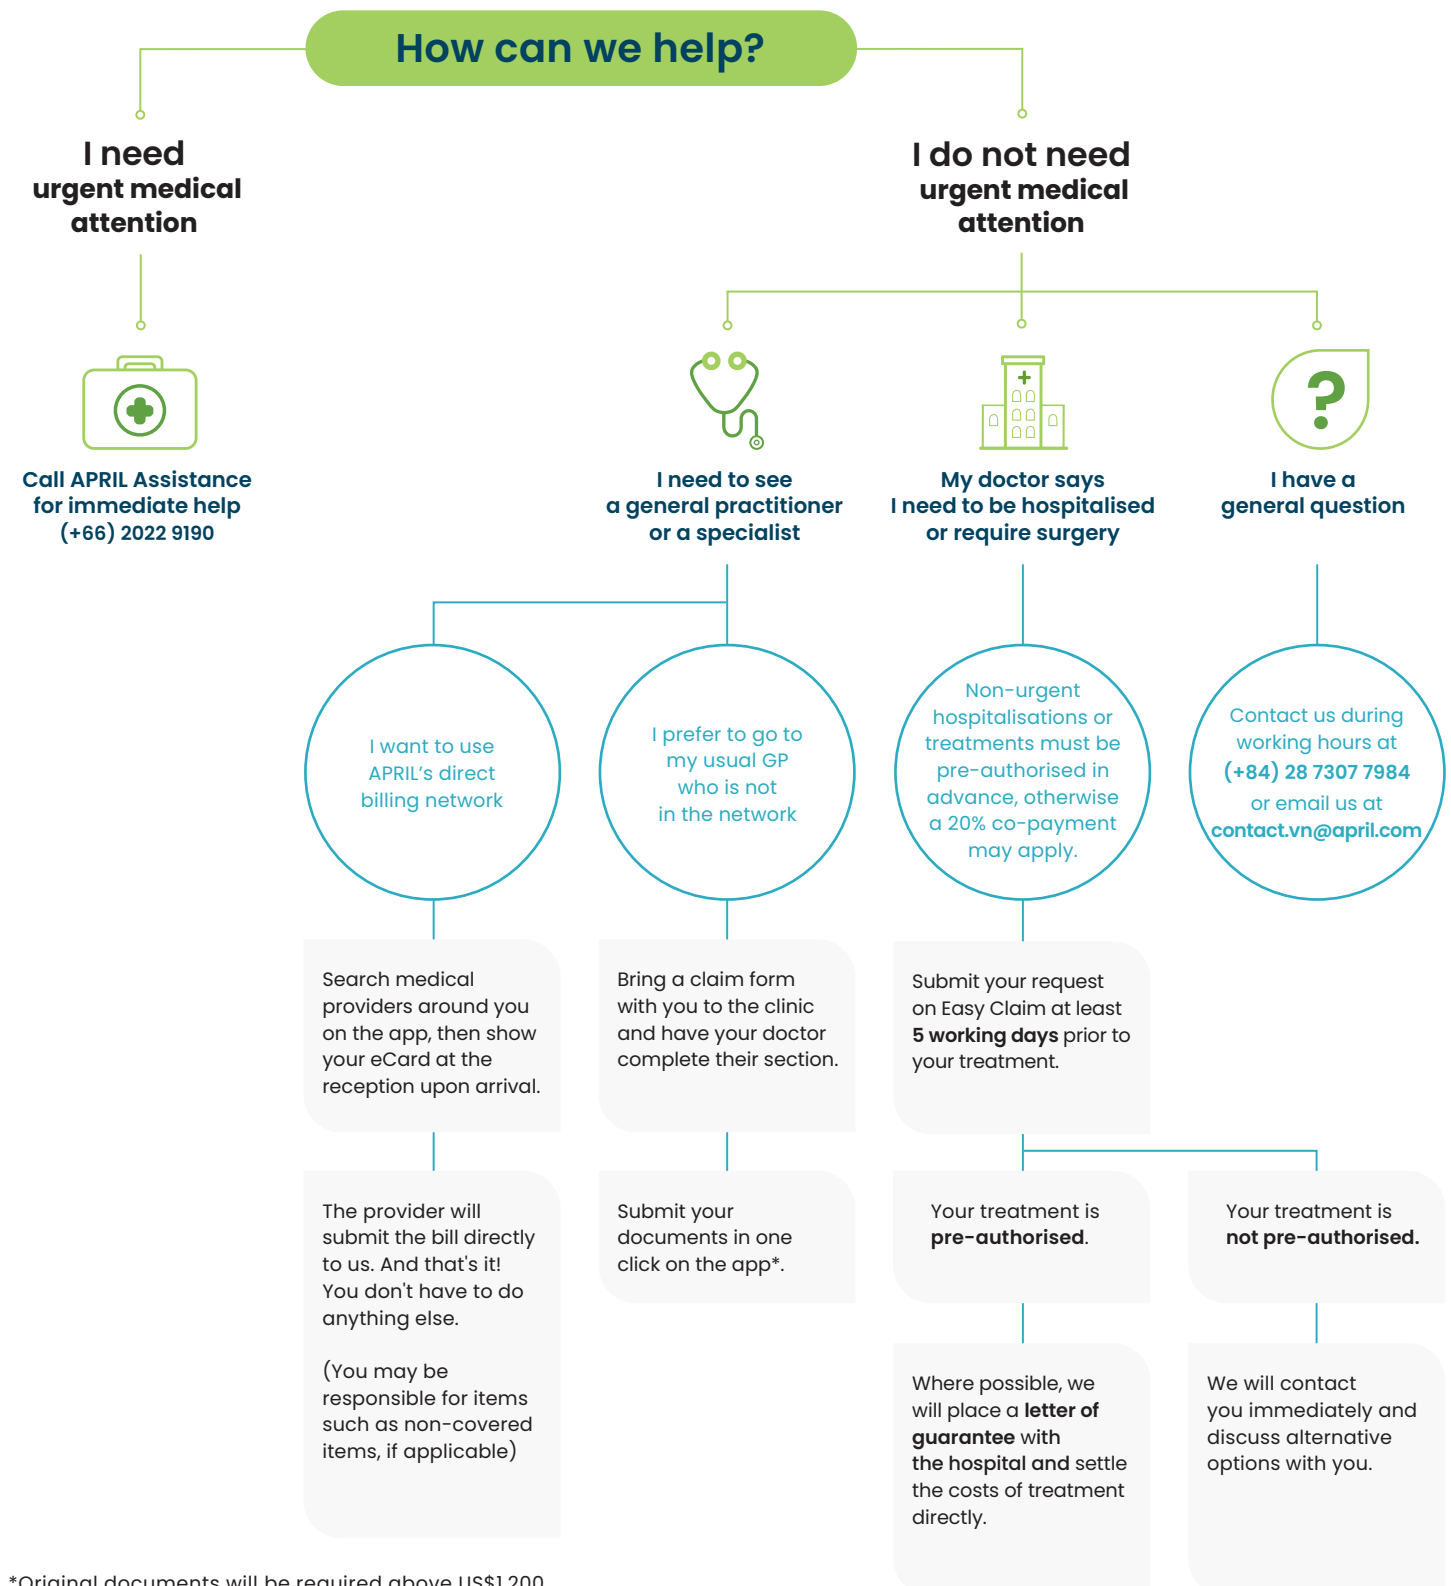 How can we help?
I need
urgent medical
attention
I do not need
urgent medical
attention
Call APRIL Assistance
for immediate help
(+66) 2022 9190
I need to see
a general practitioner
or a specialist
My doctor says
I need to be hospitalised
or require surgery
?
I have a
general question
I want to use
APRIL's direct
billing network
I prefer to go to
my usual GP
who is not
in the network
Non-urgent
hospitalisations or
treatments must be
pre-authorised in
advance, otherwise
a 20% co-payment
may apply.
Contact us during
working hours at
(+84) 28 7307 7984
or email us at
contact.vn@april.com
Search medical
providers around you
on the app, then show
your eCard at the
reception upon arrival.
Bring a claim form
with you to the clinic
and have your doctor
complete their section.
Submit your request
on Easy Claim at least
5 working days prior to
your treatment.
The provider will
submit the bill directly
to us. And that's it!
You don't have to do
anything else.
(You may be
responsible for items
such as non-covered
items, if applicable)
Submit your
documents in one
click on the app*.
Your treatment is
pre-authorised.
Your treatment is
not pre-authorised.
Where possible, we
will place a letter of
guarantee with
the hospital and settle
the costs of treatment
directly.
We will contact
you immediately and
discuss alternative
options with you.
*Original documents will be required above US$1,200